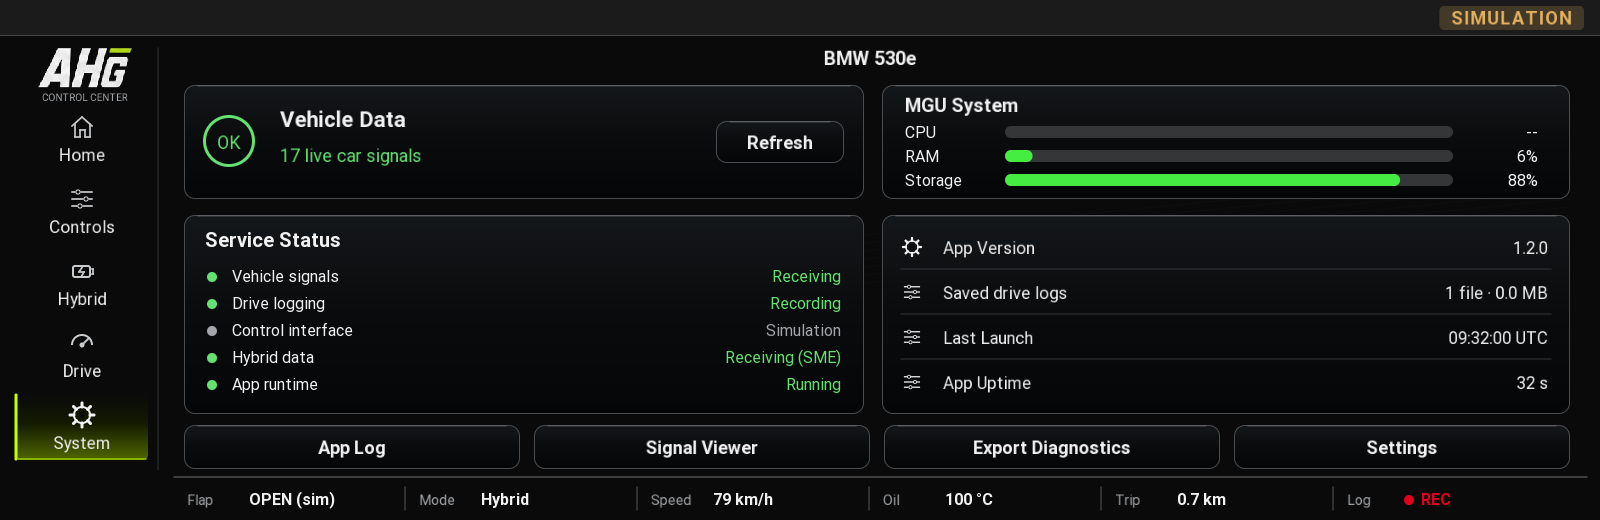 SIMULATION
AHG
CONTROL CENTER
BMW 530e
Home
Controls
Hybrid
Drive
System
OK
Vehicle Data
17 live car signals
Refresh
MGU System
CPU --
RAM 6%
Storage 88%
Service Status
Vehicle signals Receiving
Drive logging Recording
Control interface Simulation
Hybrid data Receiving (SME)
App runtime Running
App Version 1.2.0
Saved drive logs 1 file · 0.0 MB
Last Launch 09:32:00 UTC
App Uptime 32 s
App Log Signal Viewer Export Diagnostics Settings
Flap OPEN (sim) Mode Hybrid Speed 79 km/h Oil 100 °C Trip 0.7 km Log REC